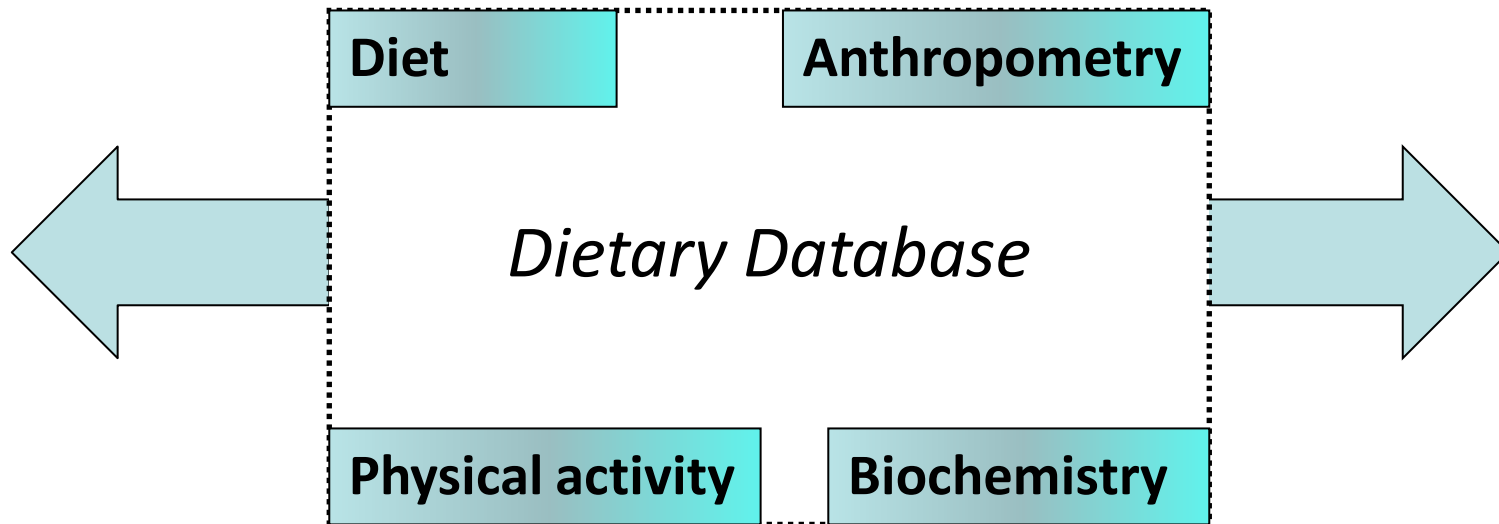 Diet
Anthropometry
Dietary Database
Physical activity
Biochemistry